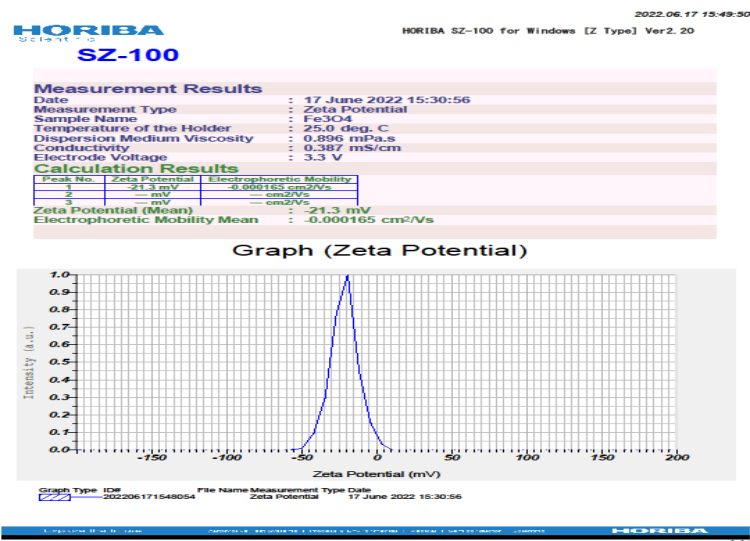 2022.06.17 15:49:50
HORIBA HORIBA SZ-100 for Windows [Z Type] Ver2.20
Scientific
SZ-100
Measurement Results
Date : 17 June 2022 15:30:56
Measurement Type : Zeta Potential
Sample Name : Fe3O4
Temperature of the Holder : 25.0 deg. C
Dispersion Medium Viscosity : 0.896 mPa.s
Conductivity : 0.387 mS/cm
Electrode Voltage : 3.3 V
Calculation Results
Peak No. Zeta Potential Electrophoretic Mobility
1 -21.3 mV -0.000165 cm2/Vs
2 --- mV --- cm2/Vs
3 --- mV --- cm2/Vs
Zeta Potential (Mean) : -21.3 mV
Electrophoretic Mobility Mean : -0.000165 cm²/Vs
Graph (Zeta Potential)
Intensity (a.u.)
1.0
0.9
0.8
0.7
0.6
0.5
0.4
0.3
0.2
0.1
0.0
-150 -100 -50 0 50 100 150 200
Zeta Potential (mV)
Graph Type ID# File Name Measurement Type Date
202206171548054 Zeta Potential 17 June 2022 15:30:56
HORIBA